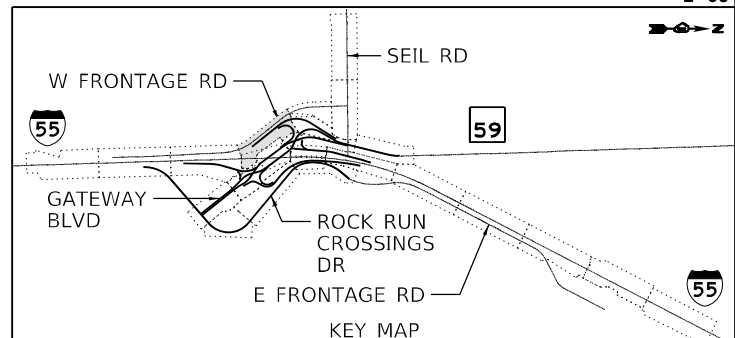 Z
SEIL RD
W FRONTAGE RD
55
59
GATEWAY
BLVD
ROCK RUN
CROSSINGS
DR
E FRONTAGE RD
55
KEY MAP